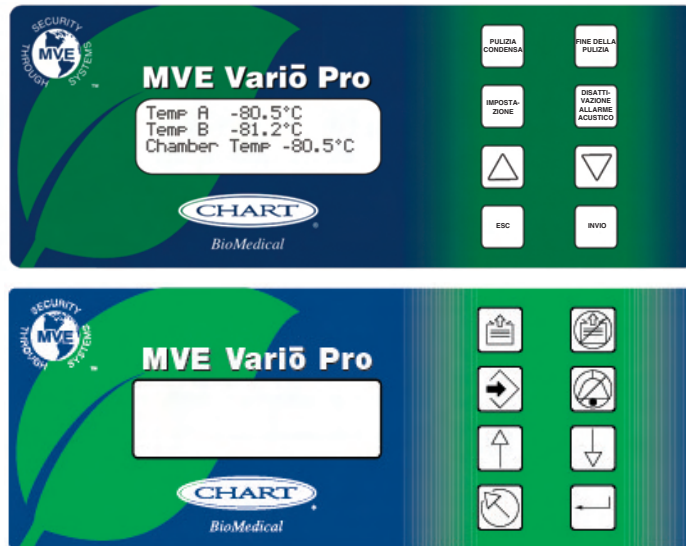 SECURITY
THROUGH
MVE
SYSTEMS
™
MVE Variō Pro
Temp A -80.5°C
Temp B -81.2°C
Chamber Temp -80.5°C
CHART
®
BioMedical
PULIZIA
CONDENSA
FINE DELLA
PULIZIA
IMPOSTA-
ZIONE
DISATTI-
VAZIONE
ALLARME
ACUSTICO
ESC
INVIO
SECURITY
THROUGH
MVE
SYSTEMS
™
MVE Variō Pro
CHART
BioMedical